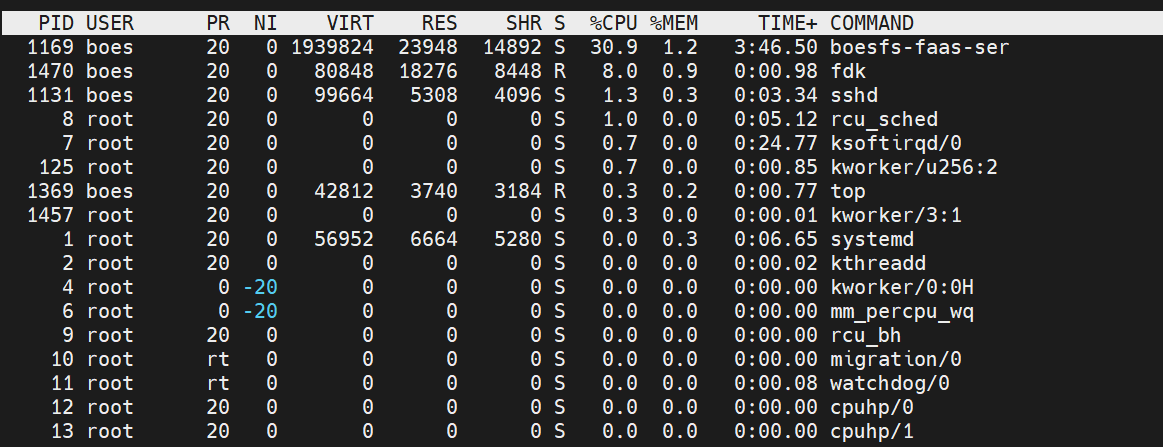 PID USER PR NI VIRT RES SHR S %CPU %MEM TIME+ COMMAND
1169 boes 20 0 1939824 23948 14892 S 30.9 1.2 3:46.50 boesfs-faas-ser
1470 boes 20 0 80848 18276 8448 R 8.0 0.9 0:00.98 fdk
1131 boes 20 0 99664 5308 4096 S 1.3 0.3 0:03.34 sshd
8 root 20 0 0 0 0 S 1.0 0.0 0:05.12 rcu_sched
7 root 20 0 0 0 0 S 0.7 0.0 0:24.77 ksoftirqd/0
125 root 20 0 0 0 0 S 0.7 0.0 0:00.85 kworker/u256:2
1369 boes 20 0 42812 3740 3184 R 0.3 0.2 0:00.77 top
1457 root 20 0 0 0 0 S 0.3 0.0 0:00.01 kworker/3:1
1 root 20 0 56952 6664 5280 S 0.0 0.3 0:06.65 systemd
2 root 20 0 0 0 0 S 0.0 0.0 0:00.02 kthreadd
4 root 0 -20 0 0 0 S 0.0 0.0 0:00.00 kworker/0:0H
6 root 0 -20 0 0 0 S 0.0 0.0 0:00.00 mm_percpu_wq
9 root 20 0 0 0 0 S 0.0 0.0 0:00.00 rcu_bh
10 root rt 0 0 0 0 S 0.0 0.0 0:00.00 migration/0
11 root rt 0 0 0 0 S 0.0 0.0 0:00.08 watchdog/0
12 root 20 0 0 0 0 S 0.0 0.0 0:00.00 cpuhp/0
13 root 20 0 0 0 0 S 0.0 0.0 0:00.00 cpuhp/1